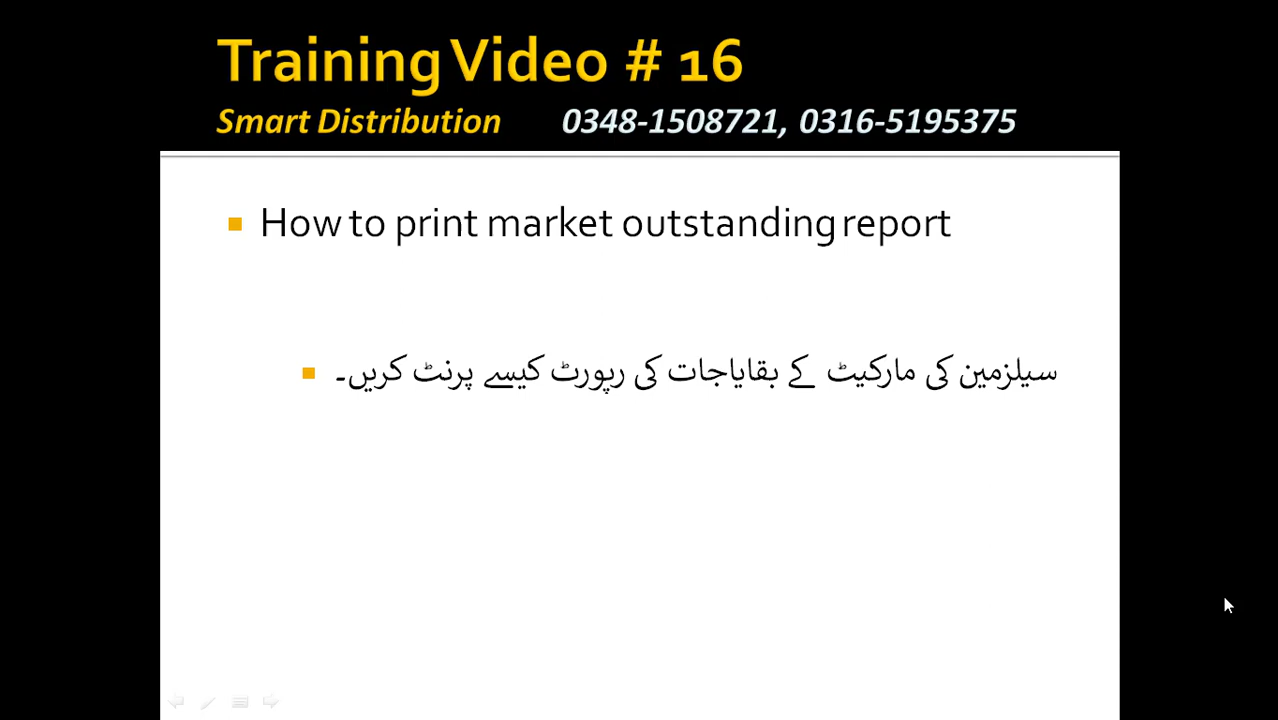 Training Video # 16
Smart Distribution 0348-1508721, 0316-5195375
How to print market outstanding report
سیلزمین کی مارکیٹ کے بقایاجات کی رپورٹ کیسے پرنٹ کریں۔